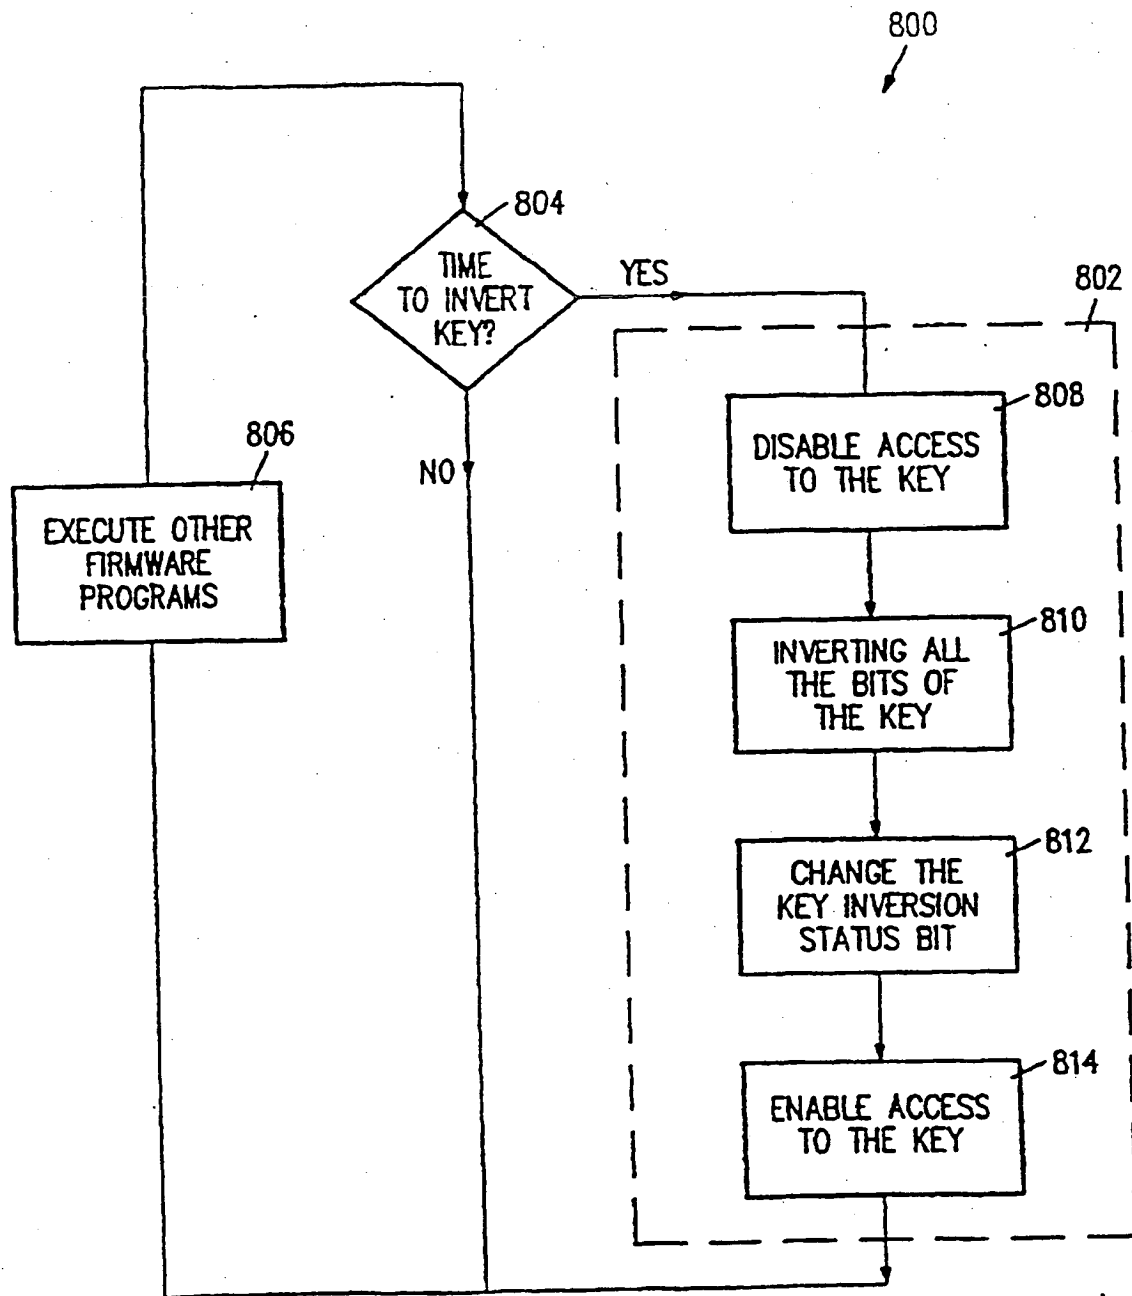 800
804
TIME
TO INVERT
KEY?
YES
802
808
DISABLE ACCESS
TO THE KEY
NO
806
EXECUTE OTHER
FIRMWARE
PROGRAMS
810
INVERTING ALL
THE BITS OF
THE KEY
812
CHANGE THE
KEY INVERSION
STATUS BIT
814
ENABLE ACCESS
TO THE KEY